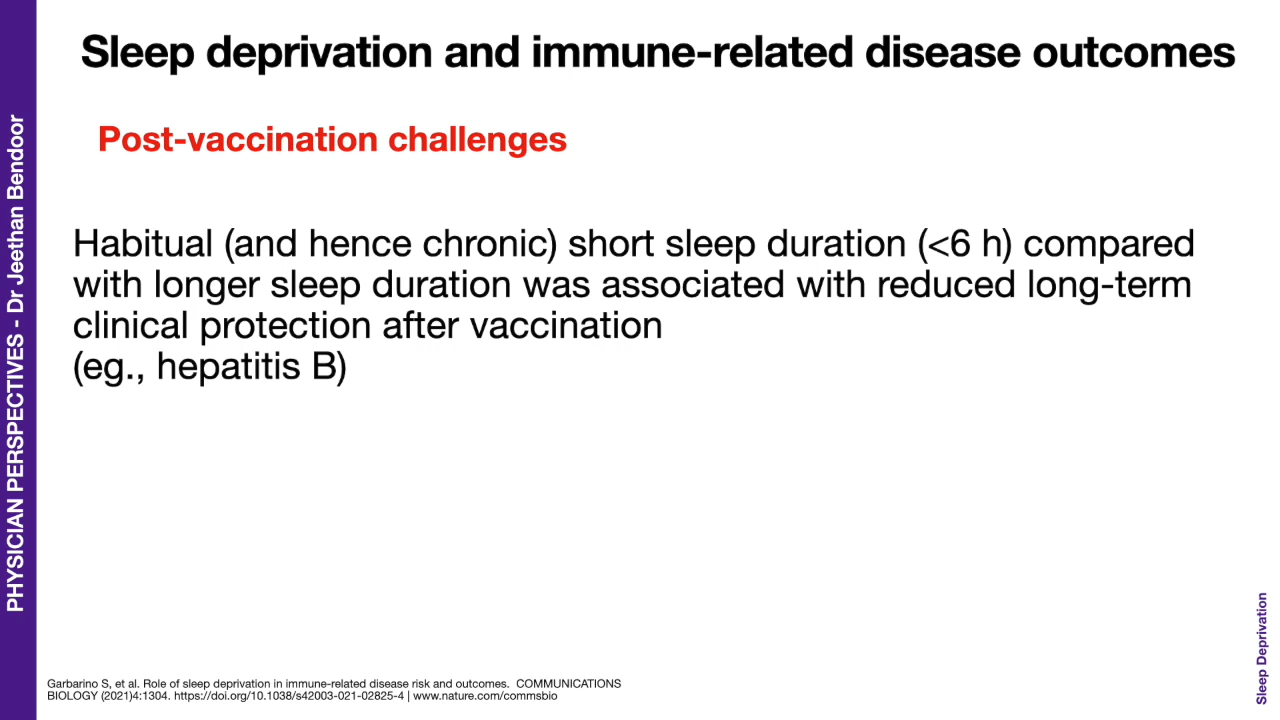 Sleep deprivation and immune-related disease outcomes
Post-vaccination challenges
Habitual (and hence chronic) short sleep duration (<6 h) compared
with longer sleep duration was associated with reduced long-term
clinical protection after vaccination
(eg., hepatitis B)
PHYSICIAN PERSPECTIVES - Dr Jeethan Bendoor
Sleep Deprivation
Garbarino S, et al. Role of sleep deprivation in immune-related disease risk and outcomes. COMMUNICATIONS
BIOLOGY (2021)4:1304. https://doi.org/10.1038/s42003-021-02825-4 | www.nature.com/commsbio